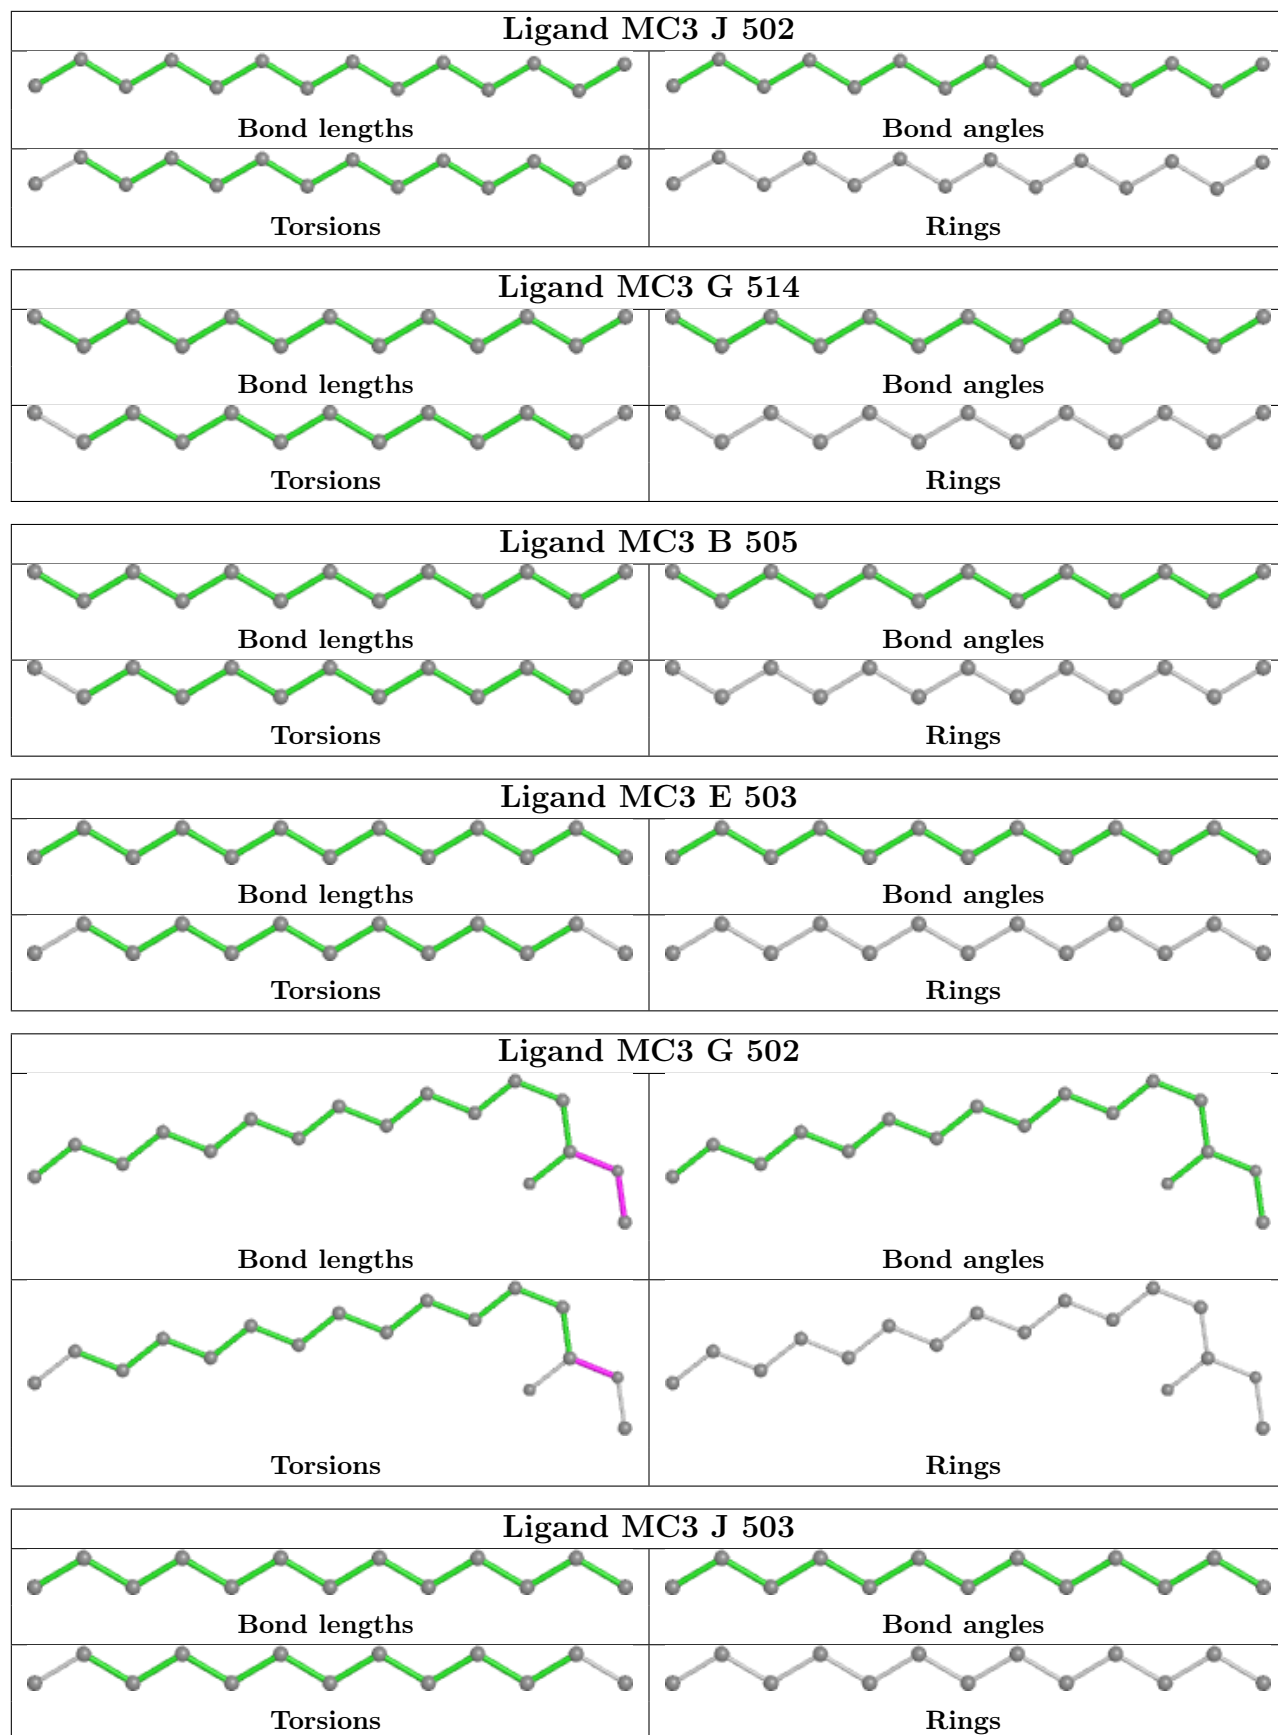 Ligand MC3 J 502
Bond lengths
Bond angles
Torsions
Rings
Ligand MC3 G 514
Bond lengths
Bond angles
Torsions
Rings
Ligand MC3 B 505
Bond lengths
Bond angles
Torsions
Rings
Ligand MC3 E 503
Bond lengths
Bond angles
Torsions
Rings
Ligand MC3 G 502
Bond lengths
Bond angles
Torsions
Rings
Ligand MC3 J 503
Bond lengths
Bond angles
Torsions
Rings